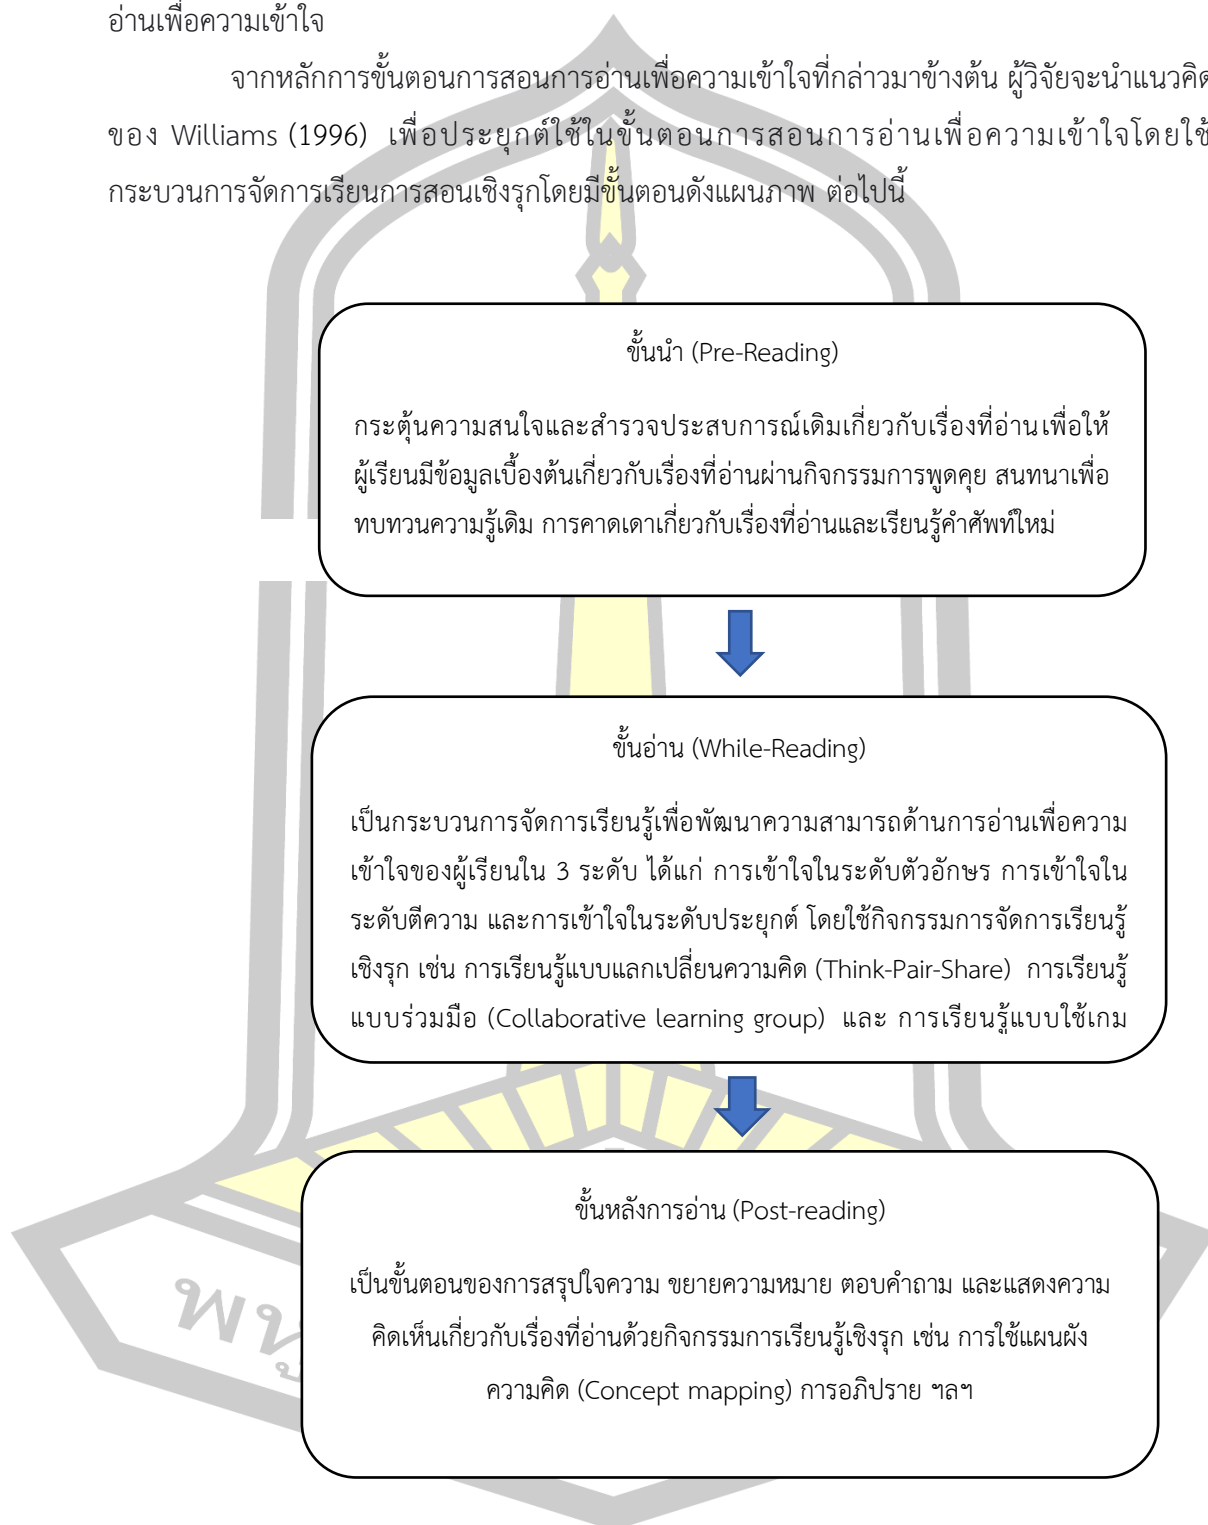 อ่านเพื่อความเข้าใจ
จากหลักการขั้นตอนการสอนการอ่านเพื่อความเข้าใจที่กล่าวมาข้างต้น ผู้วิจัยจะนำแนวคิด
ของ Williams (1996) เพื่อประยุกต์ใช้ในขั้นตอนการสอนการอ่านเพื่อความเข้าใจโดยใช้
กระบวนการจัดการเรียนการสอนเชิงรุกโดยมีขั้นตอนดังแผนภาพ ต่อไปนี้
ขั้นนำ (Pre-Reading)
กระตุ้นความสนใจและสำรวจประสบการณ์เดิมเกี่ยวกับเรื่องที่อ่านเพื่อให้
ผู้เรียนมีข้อมูลเบื้องต้นเกี่ยวกับเรื่องที่อ่านผ่านกิจกรรมการพูดคุย สนทนาเพื่อ
ทบทวนความรู้เดิม การคาดเดาเกี่ยวกับเรื่องที่อ่านและเรียนรู้คำศัพท์ใหม่
ขั้นอ่าน (While-Reading)
เป็นกระบวนการจัดการเรียนรู้เพื่อพัฒนาความสามารถด้านการอ่านเพื่อความ
เข้าใจของผู้เรียนใน 3 ระดับ ได้แก่ การเข้าใจในระดับตัวอักษร การเข้าใจใน
ระดับตีความ และการเข้าใจในระดับประยุกต์ โดยใช้กิจกรรมการจัดการเรียนรู้
เชิงรุก เช่น การเรียนรู้แบบแลกเปลี่ยนความคิด (Think-Pair-Share) การเรียนรู้
แบบร่วมมือ (Collaborative learning group) และ การเรียนรู้แบบใช้เกม
ขั้นหลังการอ่าน (Post-reading)
เป็นขั้นตอนของการสรุปใจความ ขยายความหมาย ตอบคำถาม และแสดงความ
คิดเห็นเกี่ยวกับเรื่องที่อ่านด้วยกิจกรรมการเรียนรู้เชิงรุก เช่น การใช้แผนผัง
ความคิด (Concept mapping) การอภิปราย ฯลฯ